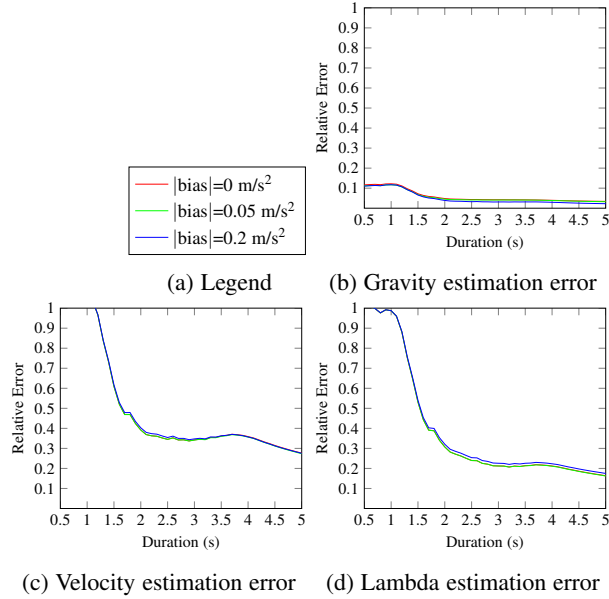 1
0.9
0.8
0.7
0.6
0.5
0.4
0.3
0.2
0.1
Relative Error
0.5 1 1.5 2 2.5 3 3.5 4 4.5 5
Duration (s)
|bias|=0 m/s²
|bias|=0.05 m/s²
|bias|=0.2 m/s²
(a) Legend
(b) Gravity estimation error
1
0.9
0.8
0.7
0.6
0.5
0.4
0.3
0.2
0.1
Relative Error
0.5 1 1.5 2 2.5 3 3.5 4 4.5 5
Duration (s)
(c) Velocity estimation error
1
0.9
0.8
0.7
0.6
0.5
0.4
0.3
0.2
0.1
Relative Error
0.5 1 1.5 2 2.5 3 3.5 4 4.5 5
Duration (s)
(d) Lambda estimation error